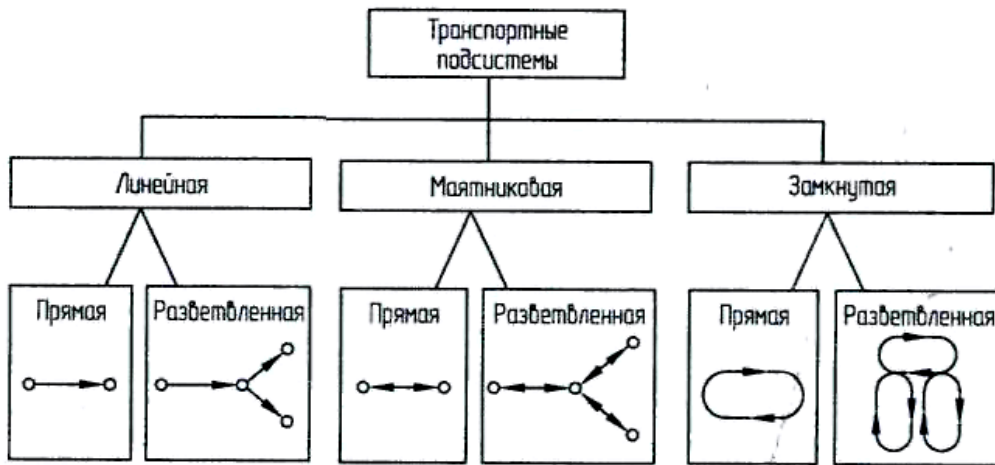 Транспортные
подсистемы
Линейная
Маятниковая
Замкнутая
Прямая
Разветвленная
Прямая
Разветвленная
Прямая
Разветвленная